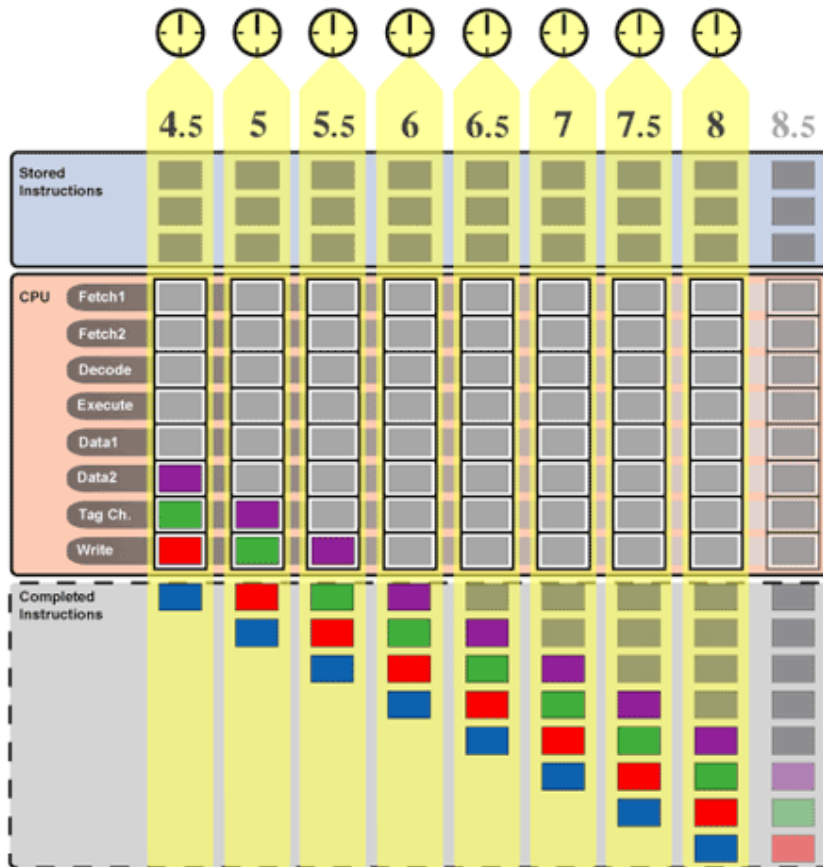 4.5 5 5.5 6 6.5 7 7.5 8 8.5
Stored
Instructions
CPU
Fetch1
Fetch2
Decode
Execute
Data1
Data2
Tag Ch.
Write
Completed
Instructions